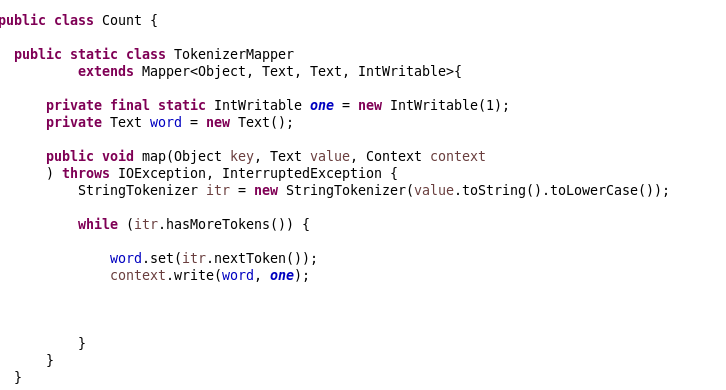 public class Count {
public static class TokenizerMapper
extends Mapper<Object, Text, Text, IntWritable>{
private final static IntWritable one = new IntWritable(1);
private Text word = new Text();
public void map(Object key, Text value, Context context
) throws IOException, InterruptedException {
StringTokenizer itr = new StringTokenizer(value.toString().toLowerCase());
while (itr.hasMoreTokens()) {
word.set(itr.nextToken());
context.write(word, one);
}
}
}